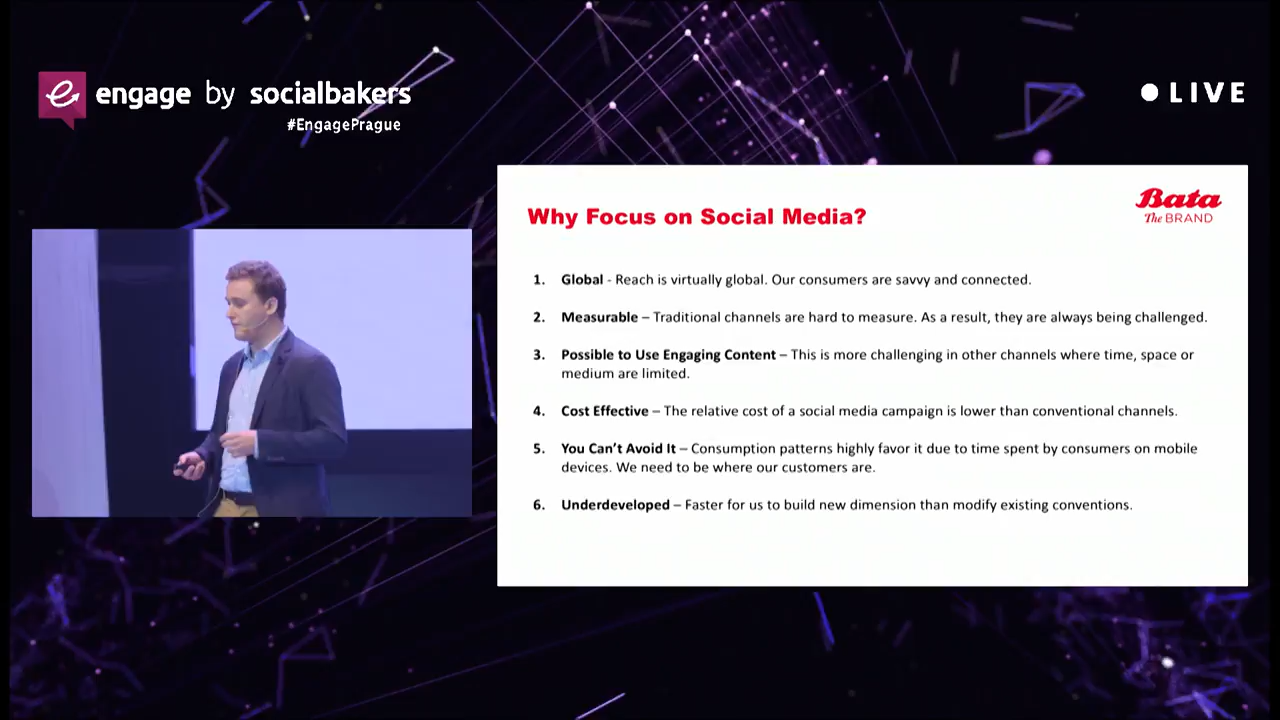 engage by socialbakers
#EngagePrague
LIVE
Bata
The BRAND
Why Focus on Social Media?
1. Global - Reach is virtually global. Our consumers are savvy and connected.
2. Measurable – Traditional channels are hard to measure. As a result, they are always being challenged.
3. Possible to Use Engaging Content – This is more challenging in other channels where time, space or
medium are limited.
4. Cost Effective – The relative cost of a social media campaign is lower than conventional channels.
5. You Can't Avoid It – Consumption patterns highly favor it due to time spent by consumers on mobile
devices. We need to be where our customers are.
6. Underdeveloped – Faster for us to build new dimension than modify existing conventions.